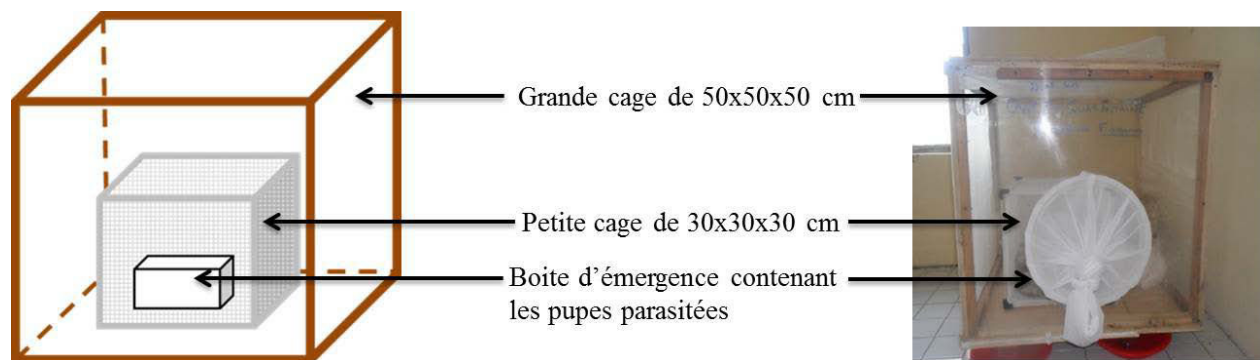 Grande cage de 50x50x50 cm
Petite cage de 30x30x30 cm
Boite d’émergence contenant
les pupes parasitées